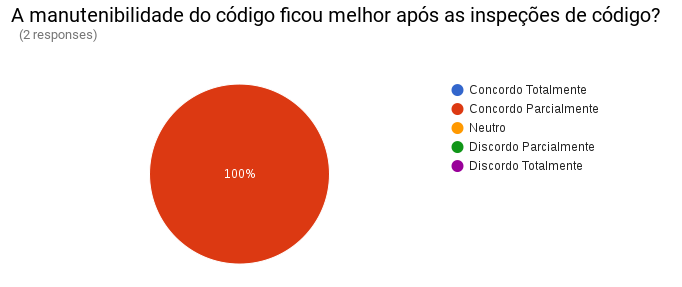 A manutenibilidade do código ficou melhor após as inspeções de código?
(2 responses)
Concordo Totalmente
Concordo Parcialmente
Neutro
Discordo Parcialmente
Discordo Totalmente
100%